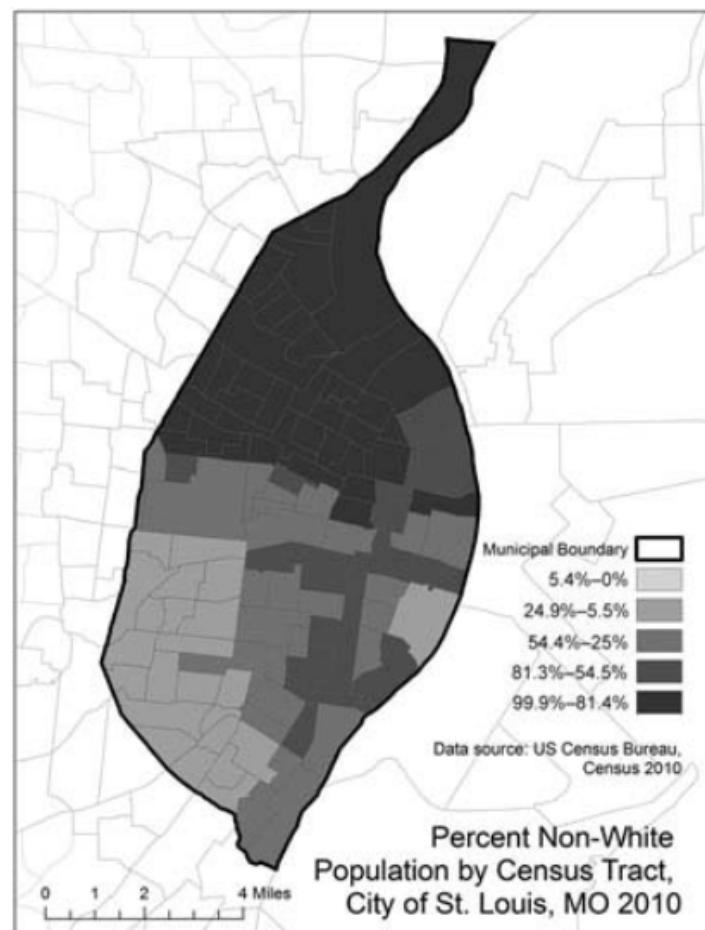 Municipal Boundary
5.4%–0%
24.9%–5.5%
54.4%–25%
81.3%–54.5%
99.9%–81.4%
Data source: US Census Bureau,
Census 2010
Percent Non-White
Population by Census Tract,
City of St. Louis, MO 2010
0 1 2 4 Miles